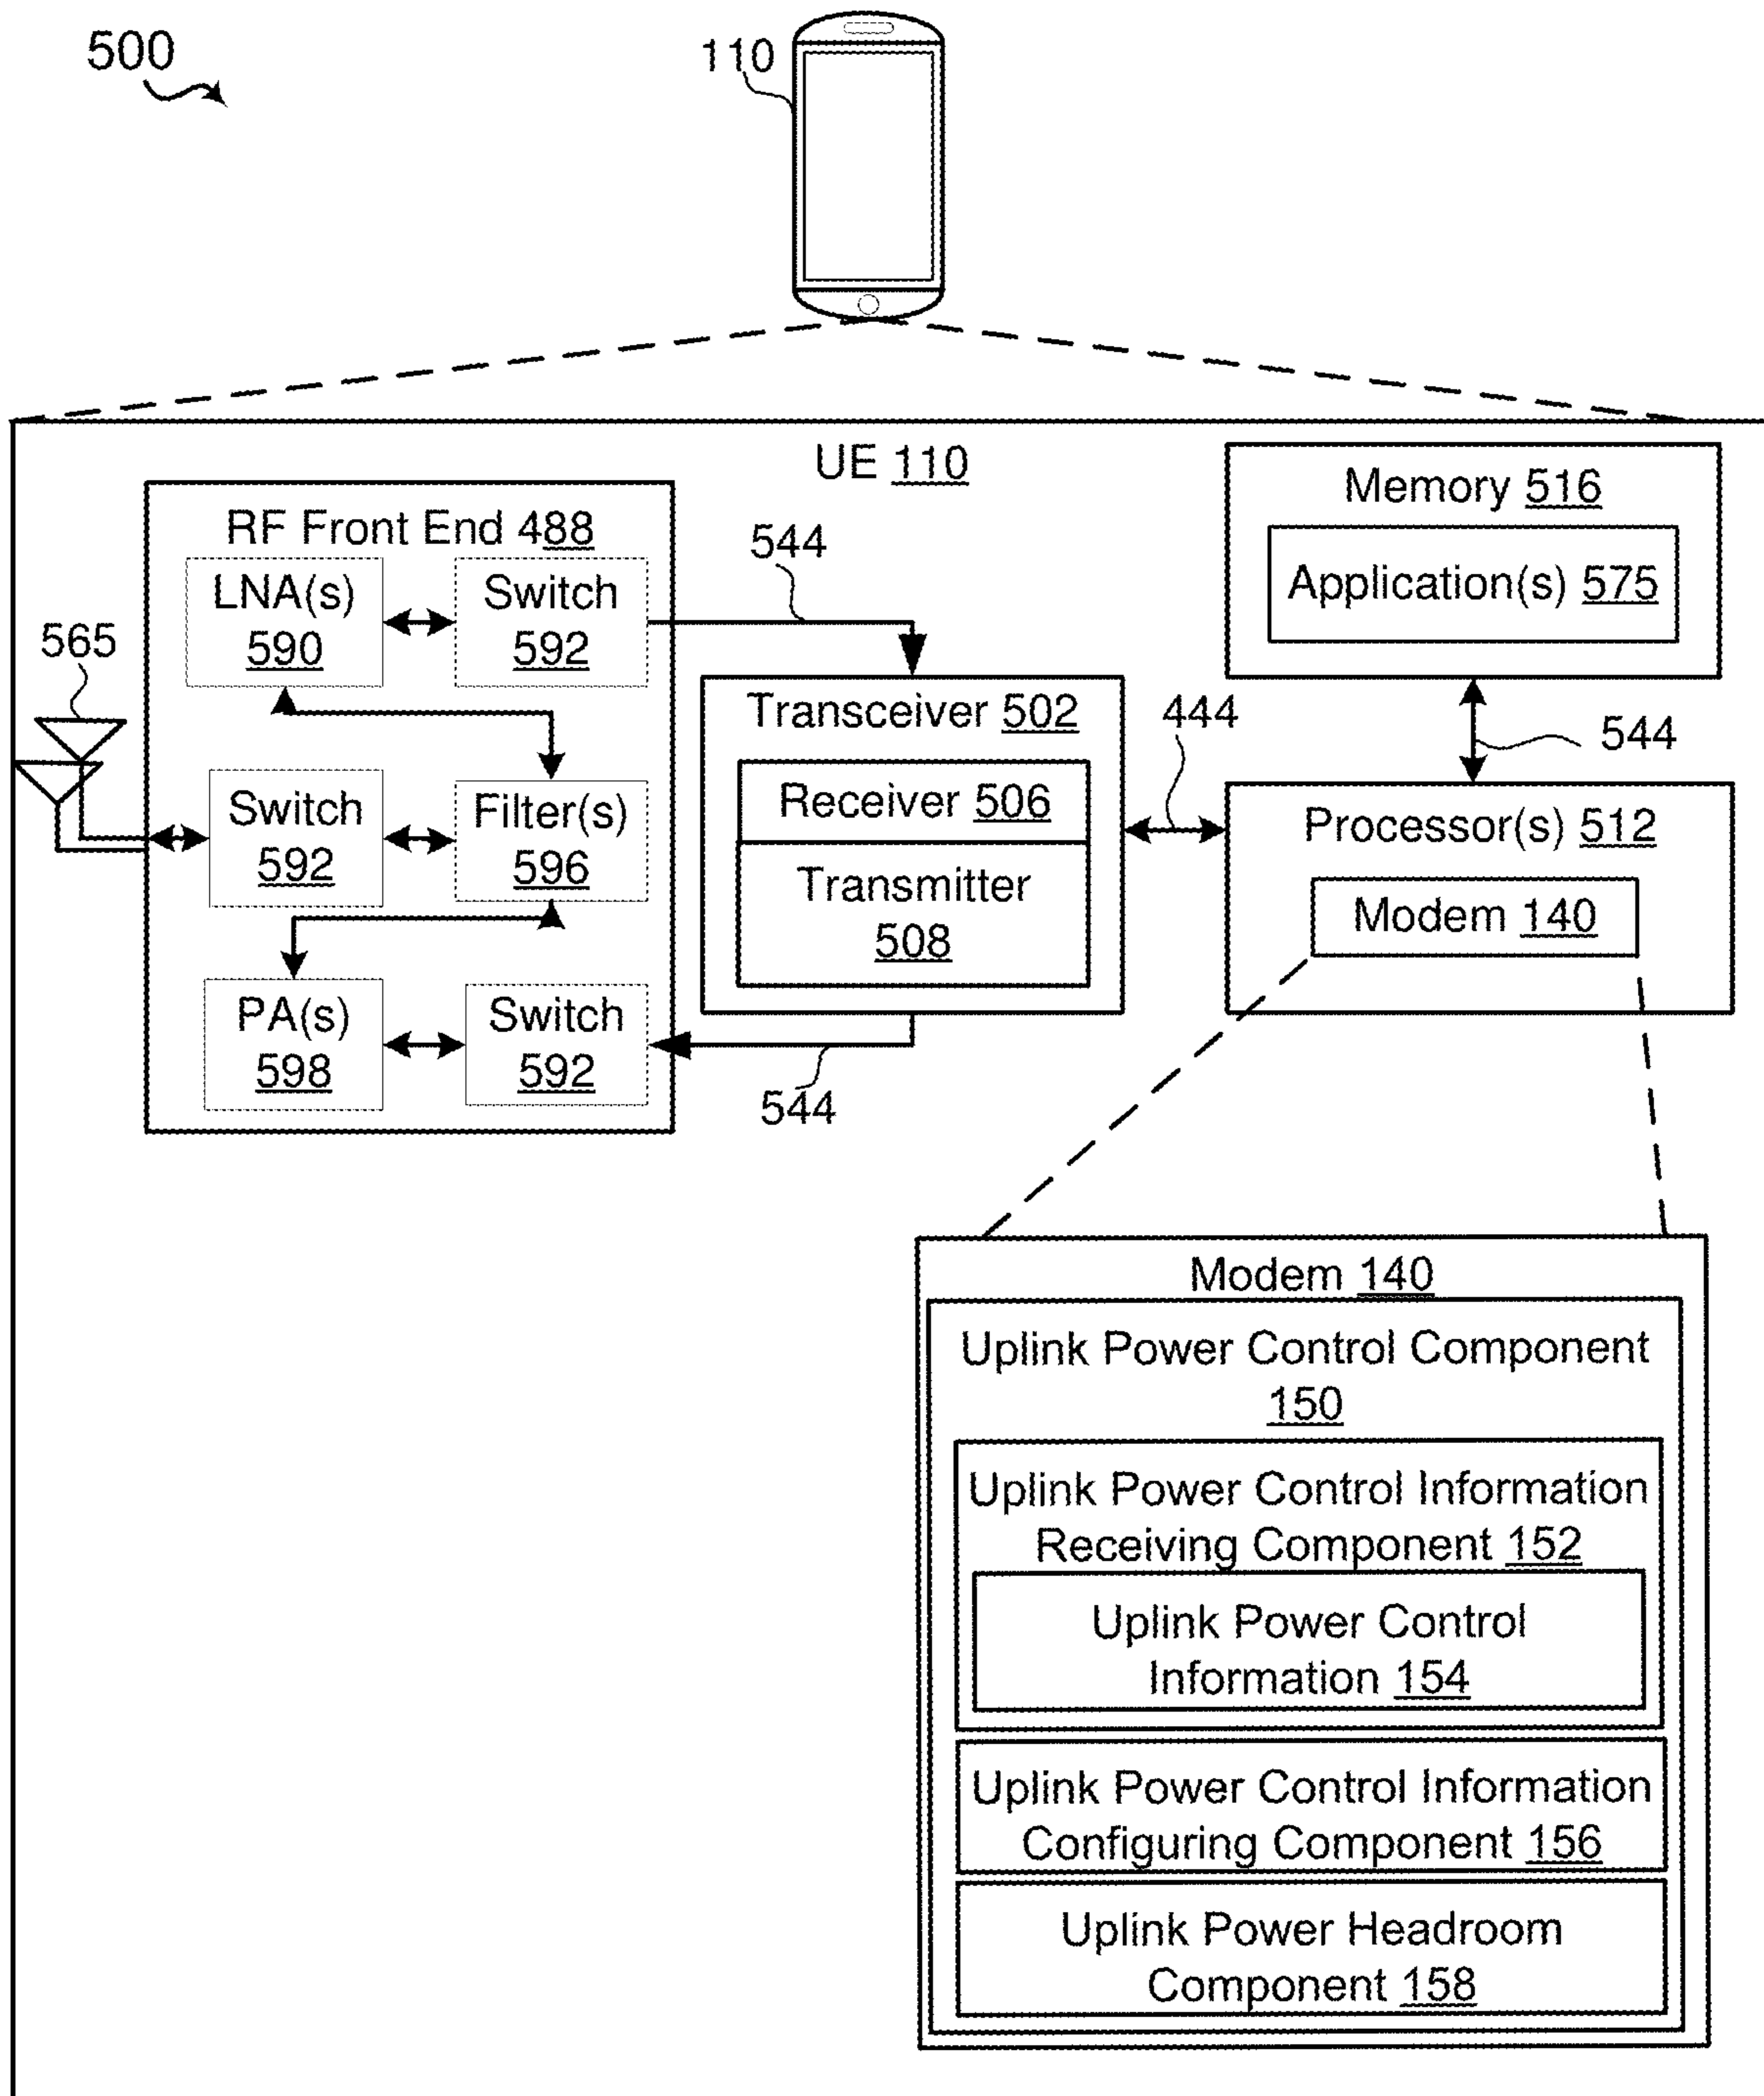 500
110
UE 110
RF Front End 488
LNA(s)
590
Switch
592
544
565
Switch
592
Filter(s)
596
PA(s)
598
Switch
592
544
Transceiver 502
Receiver 506
Transmitter
508
444
Memory 516
Application(s) 575
544
Processor(s) 512
Modem 140
Modem 140
Uplink Power Control Component
150
Uplink Power Control Information
Receiving Component 152
Uplink Power Control
Information 154
Uplink Power Control Information
Configuring Component 156
Uplink Power Headroom
Component 158